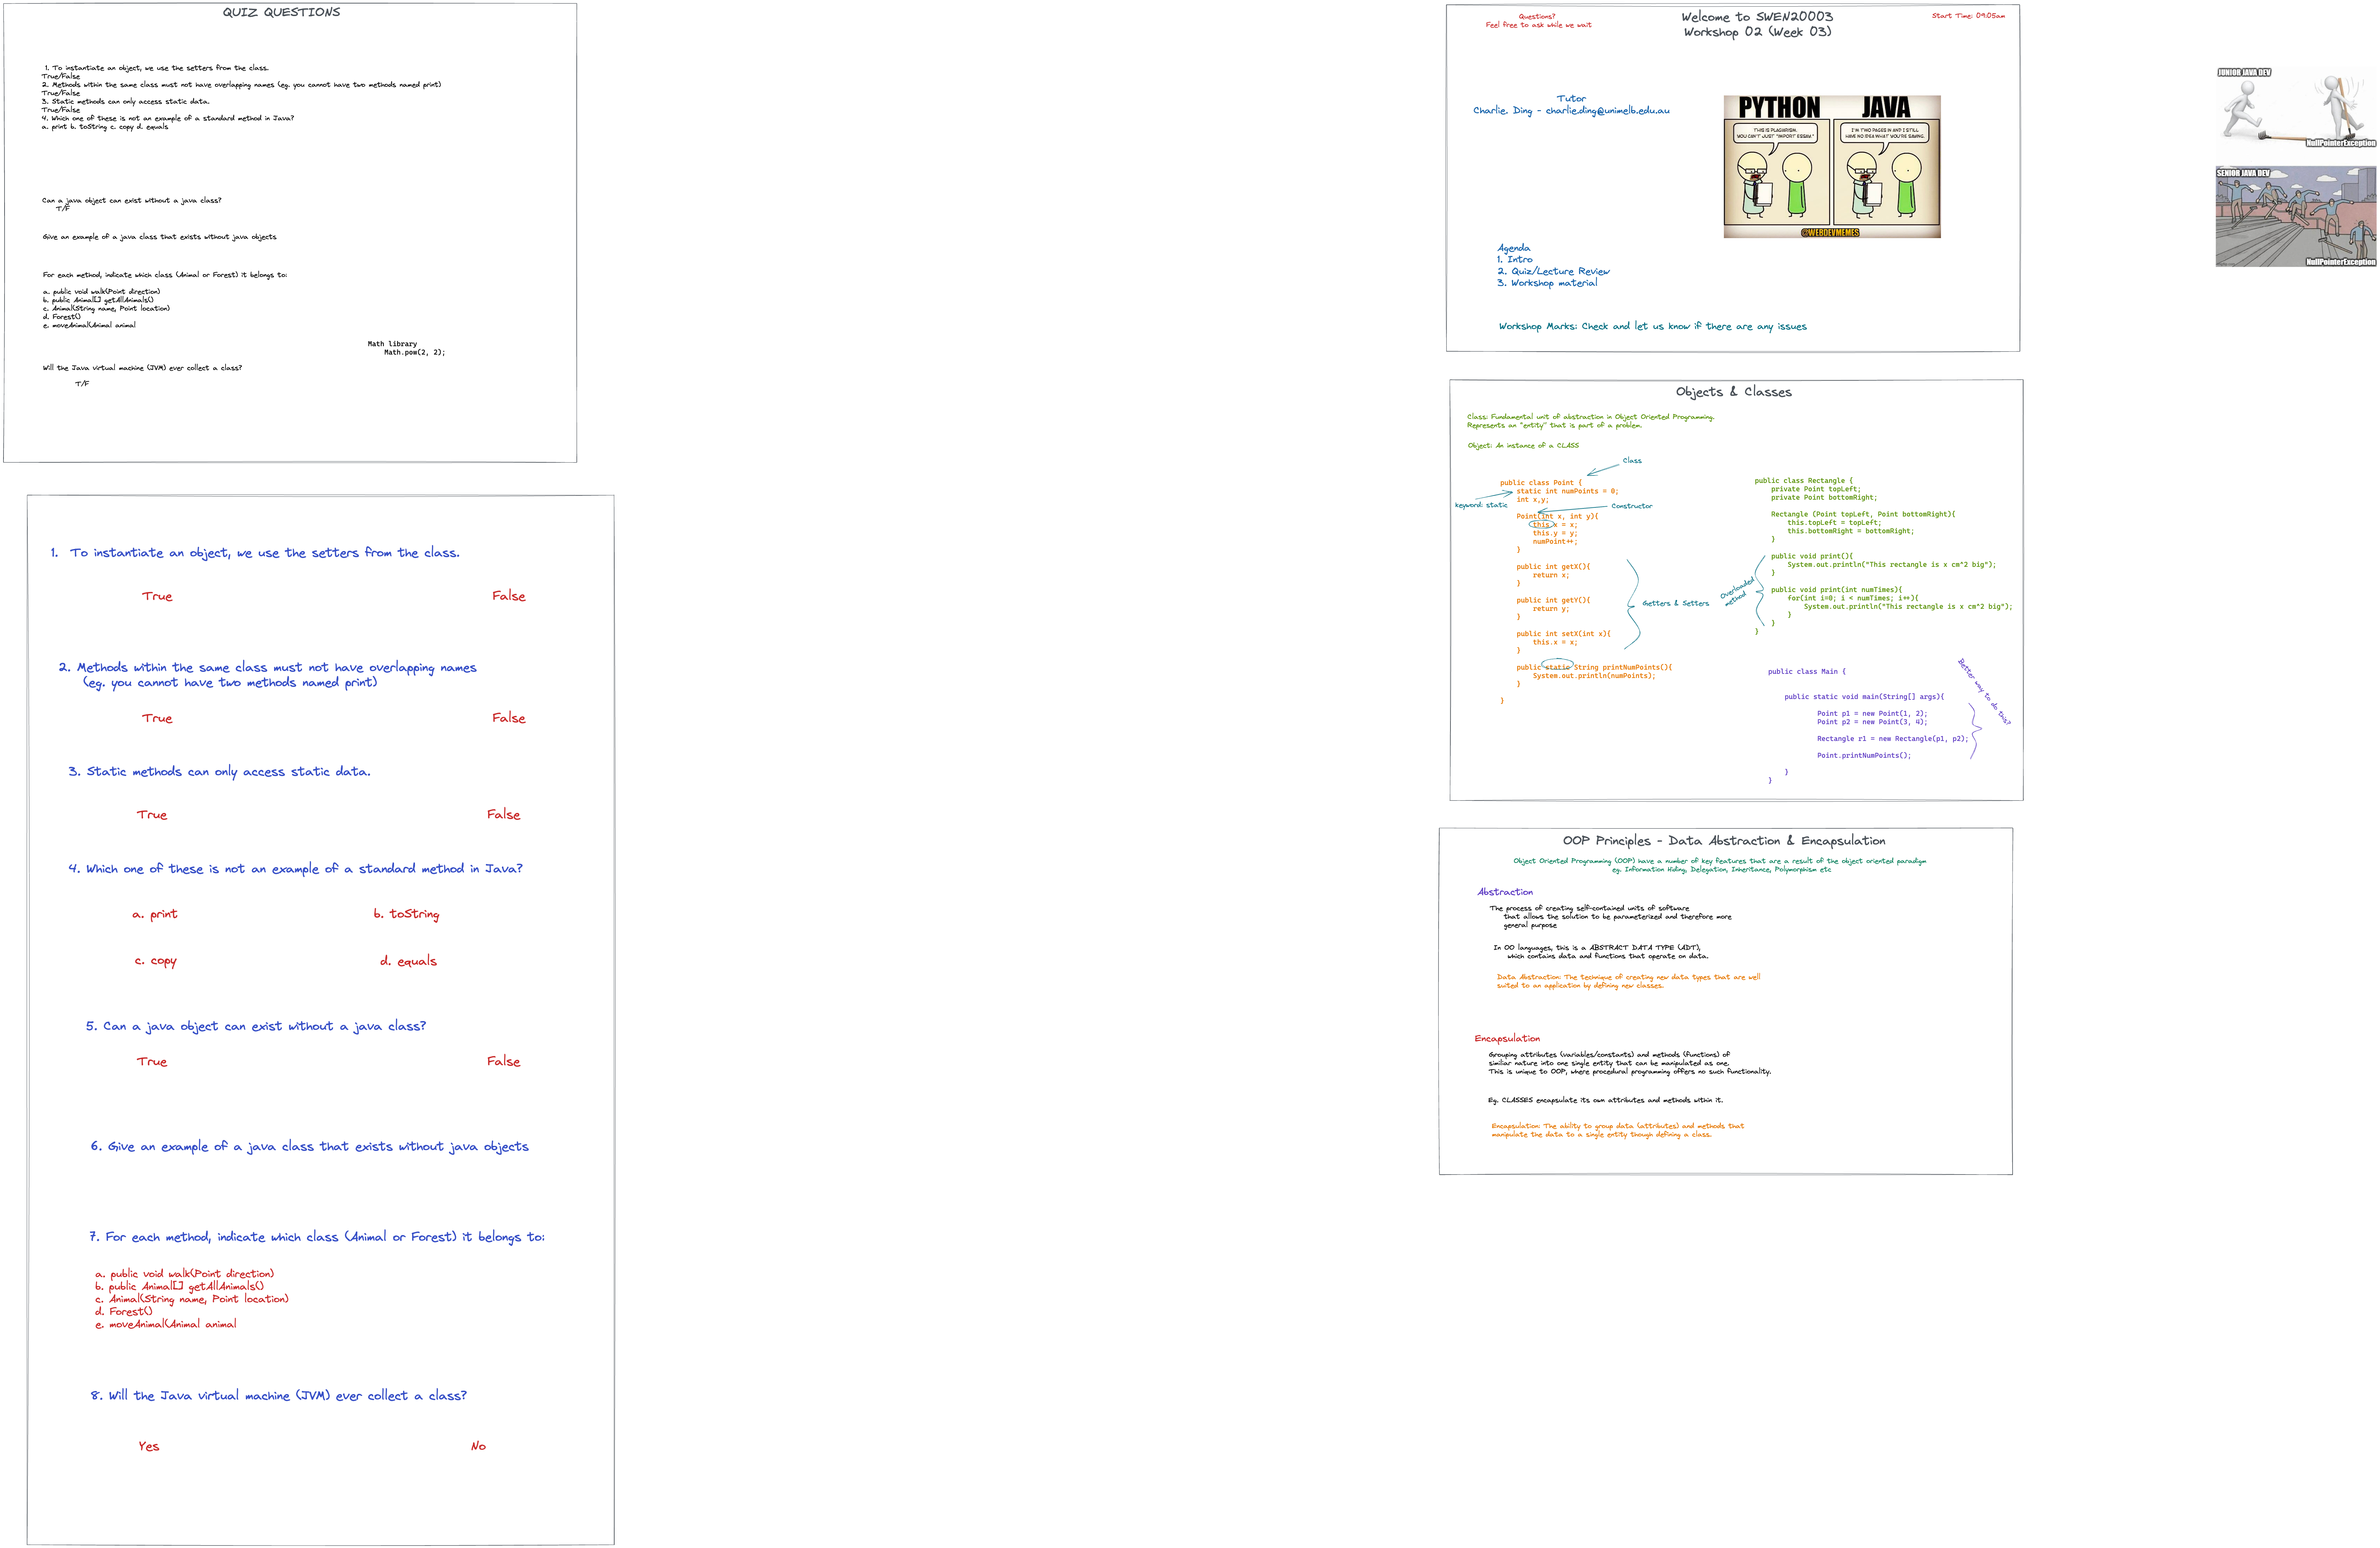 QUIZ QUESTIONS
1. To instantiate an object, we use the setters from the class.
True/False
2. Methods within the same class must not have overlapping names (eg. you cannot have two methods named print)
True/False
3. Static methods can only access static data.
True/False
4. Which one of these is not an example of a standard method in Java?
a. print b. toString c. copy d. equals
Can a java object can exist without a java class?
T/F
Give an example of a java class that exists without java objects
For each method, indicate which class (Animal or Forest) it belongs to:
a. public void walk(Point direction)
b. public Animal[] getAllAnimals()
c. Animal(String name, Point location)
d. Forest()
e. moveAnimal(Animal animal
Math library
Math.pow(2, 2);
Will the Java virtual machine (JVM) ever collect a class?
T/F
1. To instantiate an object, we use the setters from the class.
True False
2. Methods within the same class must not have overlapping names
(eg. you cannot have two methods named print)
True False
3. Static methods can only access static data.
True False
4. Which one of these is not an example of a standard method in Java?
a. print b. toString
c. copy d. equals
5. Can a java object can exist without a java class?
True False
6. Give an example of a java class that exists without java objects
7. For each method, indicate which class (Animal or Forest) it belongs to:
a. public void walk(Point direction)
b. public Animal[] getAllAnimals()
c. Animal(String name, Point location)
d. Forest()
e. moveAnimal(Animal animal
8. Will the Java virtual machine (JVM) ever collect a class?
Yes No
Questions?
Feel free to ask while we wait
Welcome to SWEN20003
Workshop 02 (Week 03)
Start Time: 09:05am
Tutor
Charlie. Ding - charlie.ding@unimelb.edu.au
PYTHON JAVA
THIS IS PLAGIARISM.
YOU CAN'T JUST "IMPORT ESSAY."
I'M TWO PAGES IN AND I STILL
HAVE NO IDEA WHAT YOU'RE SAYING.
@WEBDEVMEMES
Agenda
1. Intro
2. Quiz/Lecture Review
3. Workshop material
Workshop Marks: Check and let us know if there are any issues
JUNIOR JAVA DEV
NullPointerException
SENIOR JAVA DEV
NullPointerException
Objects & Classes
Class: Fundamental unit of abstraction in Object Oriented Programming.
Represents an "entity" that is part of a problem.
Object: An instance of a CLASS
Class
keyword: static
Constructor
public class Point {
static int numPoints = 0;
int x,y;
Point(int x, int y){
this.x = x;
this.y = y;
numPoint++;
}
public int getX(){
return x;
}
public int getY(){
return y;
}
public int setX(int x){
this.x = x;
}
public static String printNumPoints(){
System.out.println(numPoints);
}
}
Getters & Setters
Overloaded
method
public class Rectangle {
private Point topLeft;
private Point bottomRight;
Rectangle (Point topLeft, Point bottomRight){
this.topLeft = topLeft;
this.bottomRight = bottomRight;
}
public void print(){
System.out.println("This rectangle is x cm^2 big");
}
public void print(int numTimes){
for(int i=0; i < numTimes; i++){
System.out.println("This rectangle is x cm^2 big");
}
}
}
public class Main {
public static void main(String[] args){
Point p1 = new Point(1, 2);
Point p2 = new Point(3, 4);
Rectangle r1 = new Rectangle(p1, p2);
Point.printNumPoints();
}
}
Better way to do this?
OOP Principles - Data Abstraction & Encapsulation
Object Oriented Programming (OOP) have a number of key features that are a result of the object oriented paradigm
eg. Information Hiding, Delegation, Inheritance, Polymorphism etc
Abstraction
The process of creating self-contained units of software
that allows the solution to be parameterized and therefore more
general purpose
In OO languages, this is a ABSTRACT DATA TYPE (ADT),
which contains data and functions that operate on data.
Data Abstraction: The technique of creating new data types that are well
suited to an application by defining new classes.
Encapsulation
Grouping attributes (variables/constants) and methods (functions) of
similiar nature into one single entity that can be manipulated as one.
This is unique to OOP, where procedural programming offers no such functionality.
Eg. CLASSES encapsulate its own attributes and methods within it.
Encapsulation: The ability to group data (attributes) and methods that
manipulate the data to a single entity though defining a class.